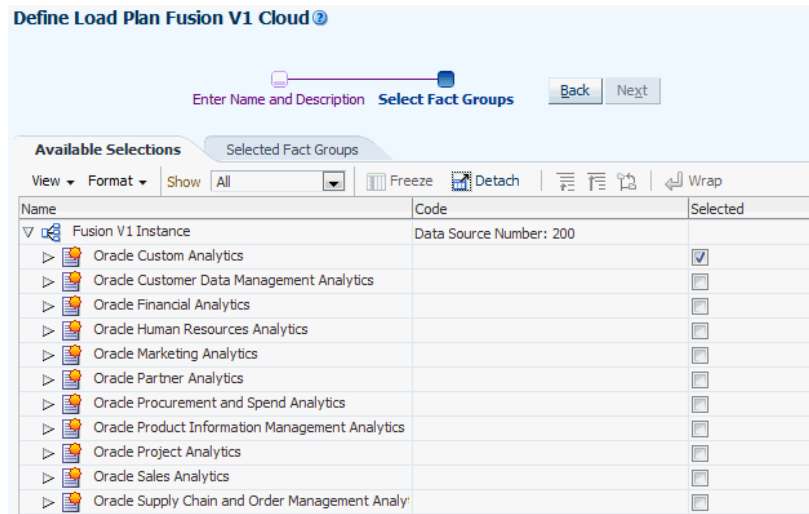 Define Load Plan Fusion V1 Cloud
Enter Name and Description Select Fact Groups Back Next
Available Selections Selected Fact Groups
View Format Show All Freeze Detach Wrap
Name Code Selected
Fusion V1 Instance Data Source Number: 200
Oracle Custom Analytics
Oracle Customer Data Management Analytics
Oracle Financial Analytics
Oracle Human Resources Analytics
Oracle Marketing Analytics
Oracle Partner Analytics
Oracle Procurement and Spend Analytics
Oracle Product Information Management Analytics
Oracle Project Analytics
Oracle Sales Analytics
Oracle Supply Chain and Order Management Analy